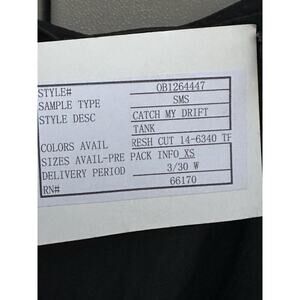 STYLE# OB1264447
SAMPLE TYPE SMS
STYLE DESC CATCH MY DRIFT
TANK
COLORS AVAIL RESH CUT 14-6340 TF
SIZES AVAIL-PRE PACK INFO XS
DELIVERY PERIOD 3/30 W
RN# 66170